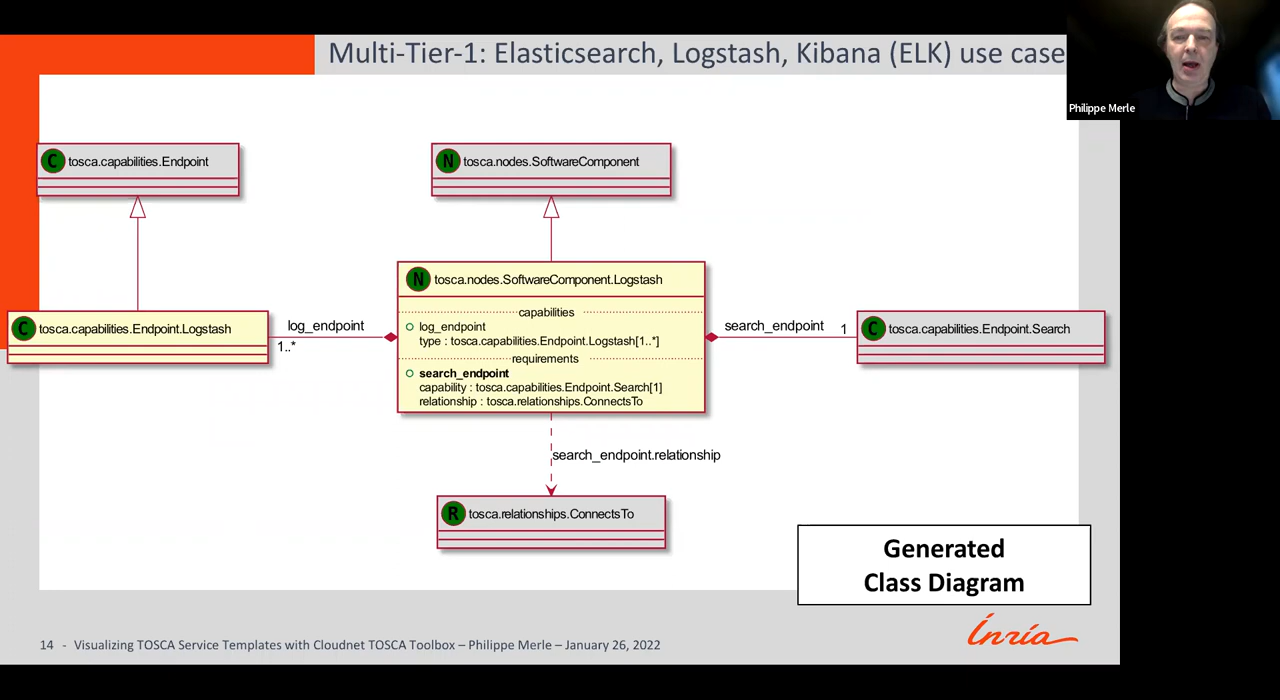 Multi-Tier-1: Elasticsearch, Logstash, Kibana (ELK) use case
Philippe Merle
C tosca.capabilities.Endpoint
N tosca.nodes.SoftwareComponent
N tosca.nodes.SoftwareComponent.Logstash
capabilities
log_endpoint
type : tosca.capabilities.Endpoint.Logstash[1..*]
requirements
search_endpoint
capability : tosca.capabilities.Endpoint.Search[1]
relationship : tosca.relationships.ConnectsTo
C tosca.capabilities.Endpoint.Logstash
log_endpoint
1..*
search_endpoint
1
C tosca.capabilities.Endpoint.Search
search_endpoint.relationship
R tosca.relationships.ConnectsTo
Generated
Class Diagram
Inria
14 - Visualizing TOSCA Service Templates with Cloudnet TOSCA Toolbox – Philippe Merle – January 26, 2022